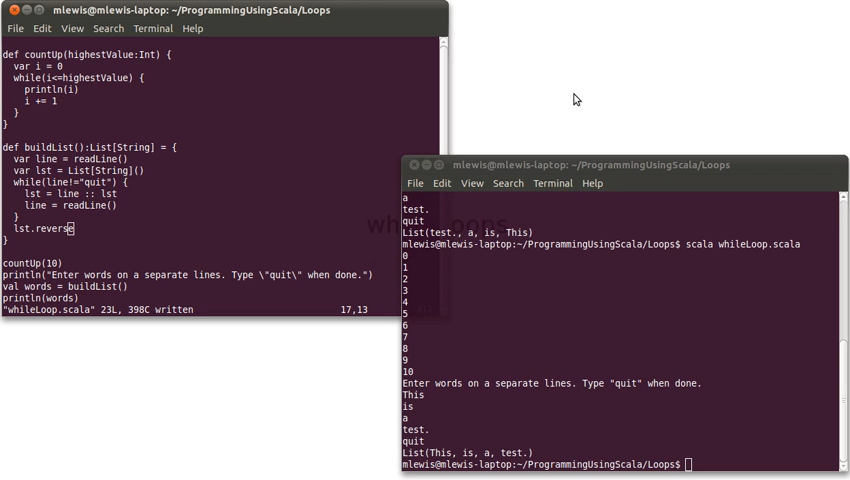 mlewis@mlewis-laptop: ~/ProgrammingUsingScala/Loops
File Edit View Search Terminal Help
def countUp(highestValue:Int) {
  var i = 0
  while(i<=highestValue) {
    println(i)
    i += 1
  }
}
def buildList():List[String] = {
  var line = readLine()
  var lst = List[String]()
  while(line!="quit") {
    lst = line :: lst
    line = readLine()
  }
  lst.reverse
}
countUp(10)
println("Enter words on a separate lines. Type \"quit\" when done.")
val words = buildList()
println(words)
"whileLoop.scala" 23L, 398C written 17,13
mlewis@mlewis-laptop: ~/ProgrammingUsingScala/Loops
File Edit View Search Terminal Help
a
test.
quit
List(test., a, is, This)
mlewis@mlewis-laptop:~/ProgrammingUsingScala/Loops$ scala whileLoop.scala
0
1
2
3
4
5
6
7
8
9
10
Enter words on a separate lines. Type "quit" when done.
This
is
a
test.
quit
List(This, is, a, test.)
mlewis@mlewis-laptop:~/ProgrammingUsingScala/Loops$